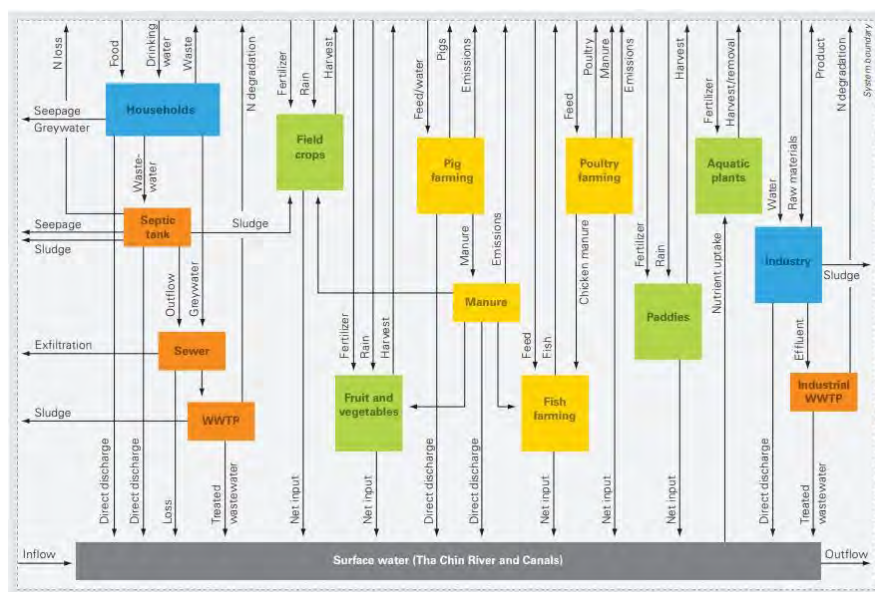 N loss
Food
Drinking
water
Waste
N degradation
Fertilizer
Rain
Harvest
Feed/water
Pigs
Emissions
Feed
Poultry
Manure
Emissions
Harvest
Fertilizer
Harvest/removal
Product
N degradation
System boundary
Households
Seepage
Greywater
Field
crops
Pig
farming
Poultry
farming
Aquatic
plants
Waste-
water
Water
Raw materials
Septic
tank
Seepage
Sludge
Sludge
Manure
Emissions
Chicken manure
Fertilizer
Rain
Nutrient uptake
Industry
Sludge
Outflow
Greywater
Manure
Paddies
Fertilizer
Rain
Harvest
Feed
Fish
Effluent
Exfiltration
Sewer
Fruit and
vegetables
Fish
farming
Industrial
WWTP
Sludge
WWTP
Direct discharge
Direct discharge
Loss
Treated
wastewater
Net input
Net input
Direct discharge
Direct discharge
Net input
Net input
Net input
Direct discharge
Treated
wastewater
Inflow
Surface water (Tha Chin River and Canals)
Outflow